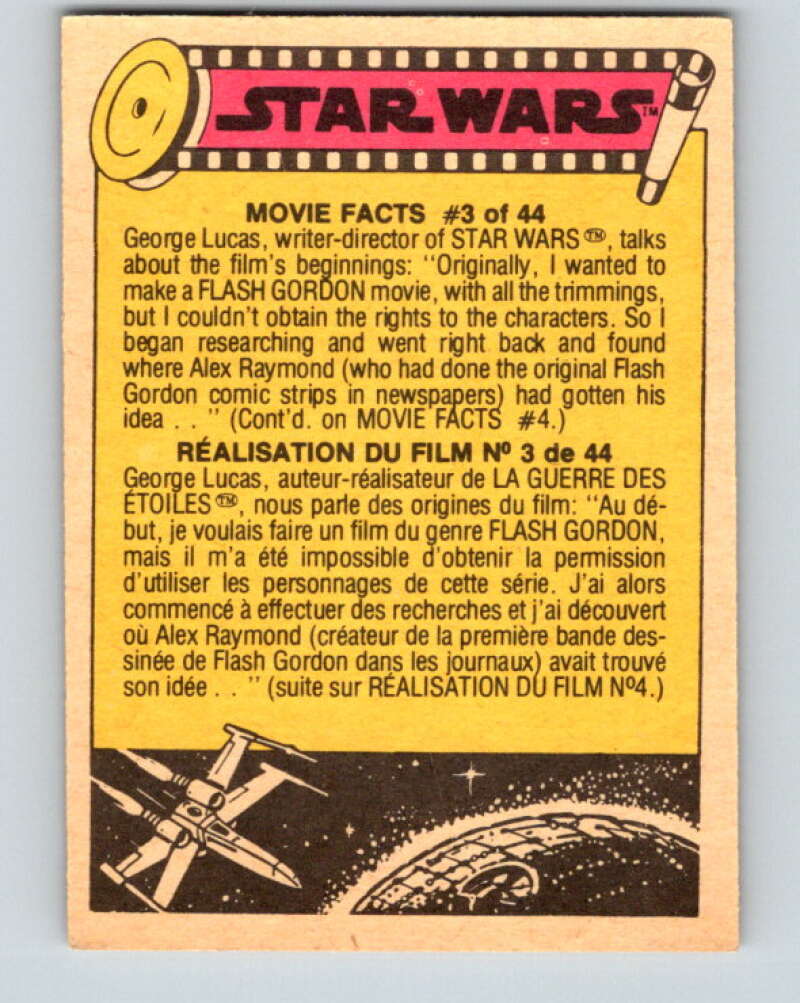 STAR WARS™
MOVIE FACTS #3 of 44
George Lucas, writer-director of STAR WARS™, talks
about the film's beginnings: "Originally, I wanted to
make a FLASH GORDON movie, with all the trimmings,
but I couldn't obtain the rights to the characters. So I
began researching and went right back and found
where Alex Raymond (who had done the original Flash
Gordon comic strips in newspapers) had gotten his
idea . . " (Cont'd. on MOVIE FACTS #4.)
RÉALISATION DU FILM Nº 3 de 44
George Lucas, auteur-réalisateur de LA GUERRE DES
ÉTOILES™, nous parle des origines du film: "Au dé-
but, je voulais faire un film du genre FLASH GORDON,
mais il m'a été impossible d'obtenir la permission
d'utiliser les personnages de cette série. J'ai alors
commencé à effectuer des recherches et j'ai découvert
où Alex Raymond (créateur de la première bande des-
sinée de Flash Gordon dans les journaux) avait trouvé
son idée . . " (suite sur RÉALISATION DU FILM Nº4.)